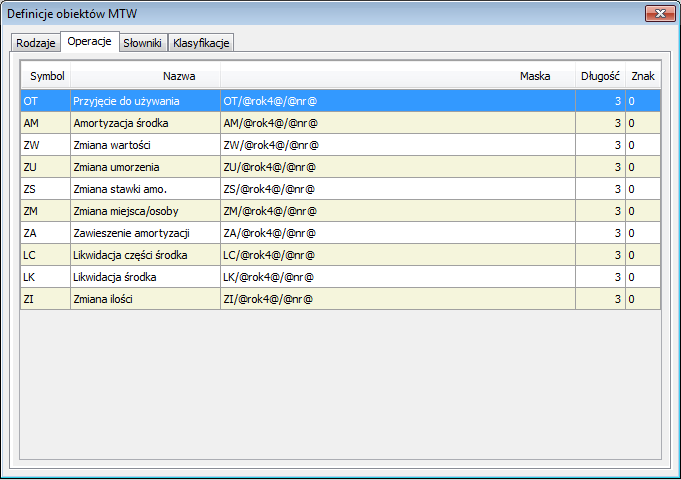 Definicje obiektów MTW
Rodzaje Operacje Słowniki Klasyfikacje
Symbol Nazwa Maska Długość Znak
OT Przyjęcie do używania OT/@rok4@/@nr@ 3 0
AM Amortyzacja środka AM/@rok4@/@nr@ 3 0
ZW Zmiana wartości ZW/@rok4@/@nr@ 3 0
ZU Zmiana umorzenia ZU/@rok4@/@nr@ 3 0
ZS Zmiana stawki amo. ZS/@rok4@/@nr@ 3 0
ZM Zmiana miejsca/osoby ZM/@rok4@/@nr@ 3 0
ZA Zawieszenie amortyzacji ZA/@rok4@/@nr@ 3 0
LC Likwidacja części środka LC/@rok4@/@nr@ 3 0
LK Likwidacja środka LK/@rok4@/@nr@ 3 0
ZI Zmiana ilości ZI/@rok4@/@nr@ 3 0